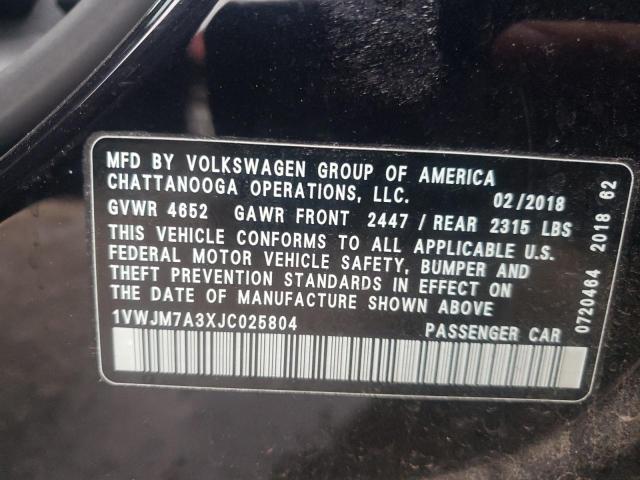 MFD BY VOLKSWAGEN GROUP OF AMERICA
CHATTANOOGA OPERATIONS, LLC. 02/2018
GVWR 4652 GAWR FRONT 2447 / REAR 2315 LBS
THIS VEHICLE CONFORMS TO ALL APPLICABLE U.S.
FEDERAL MOTOR VEHICLE SAFETY, BUMPER AND
THEFT PREVENTION STANDARDS IN EFFECT ON
THE DATE OF MANUFACTURE SHOWN ABOVE
1VWJM7A3XJC025804 PASSENGER CAR
0720464 2018 62